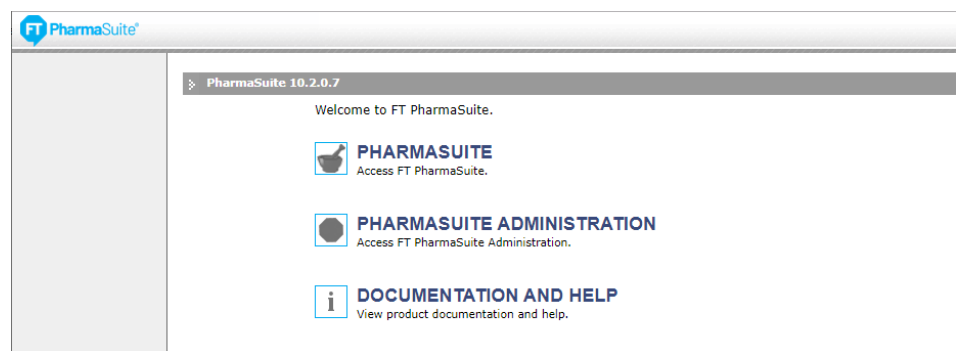 FT PharmaSuite®
PharmaSuite 10.2.0.7
Welcome to FT PharmaSuite.
PHARMASUITE
Access FT PharmaSuite.
PHARMASUITE ADMINISTRATION
Access FT PharmaSuite Administration.
DOCUMENTATION AND HELP
View product documentation and help.